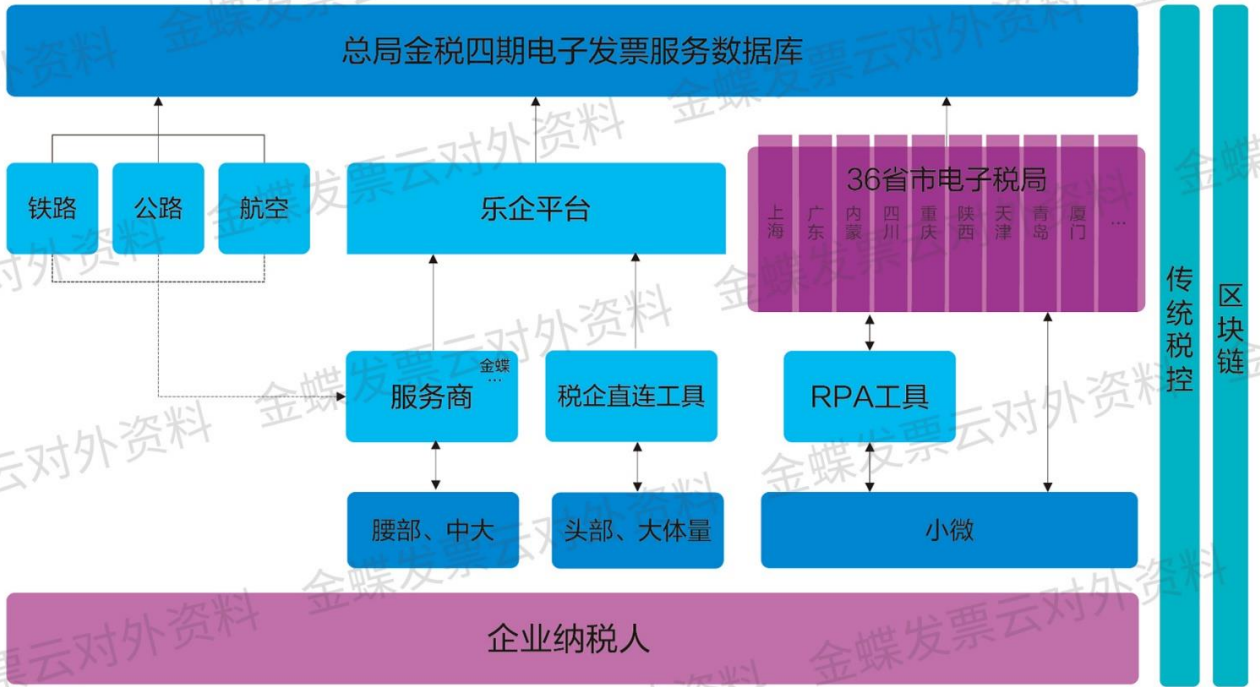 总局金税四期电子发票服务数据库
铁路
公路
航空
乐企平台
36省市电子税局
上海
广东
内蒙
四川
重庆
陕西
天津
青岛
厦门
...
服务商
金蝶
...
税企直连工具
RPA工具
腰部、中大
头部、大体量
小微
企业纳税人
传统税控
区块链
金蝶发票云对外资料